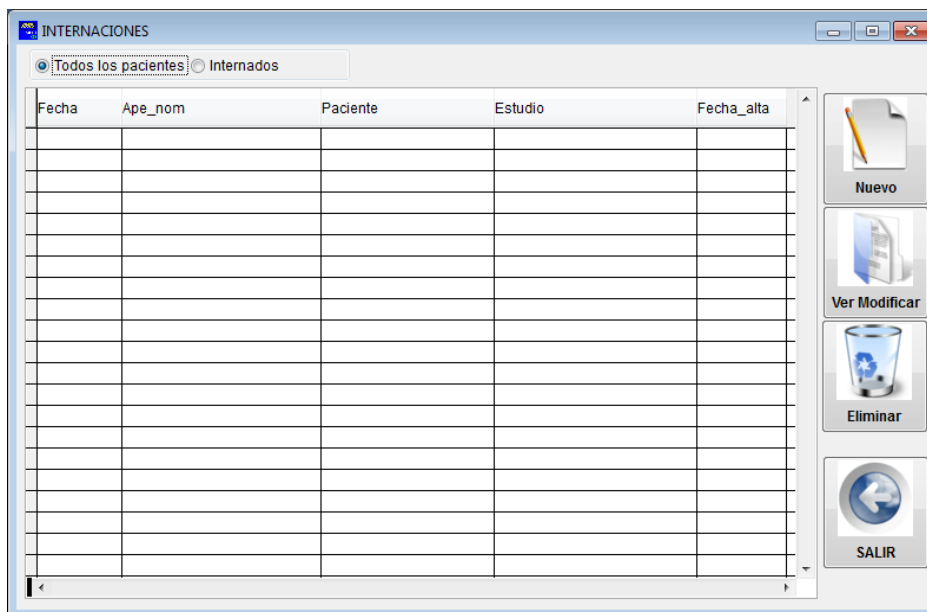 INTERNACIONES
Todos los pacientes Internados
Fecha Ape_nom Paciente Estudio Fecha_alta
Nuevo
Ver Modificar
Eliminar
SALIR